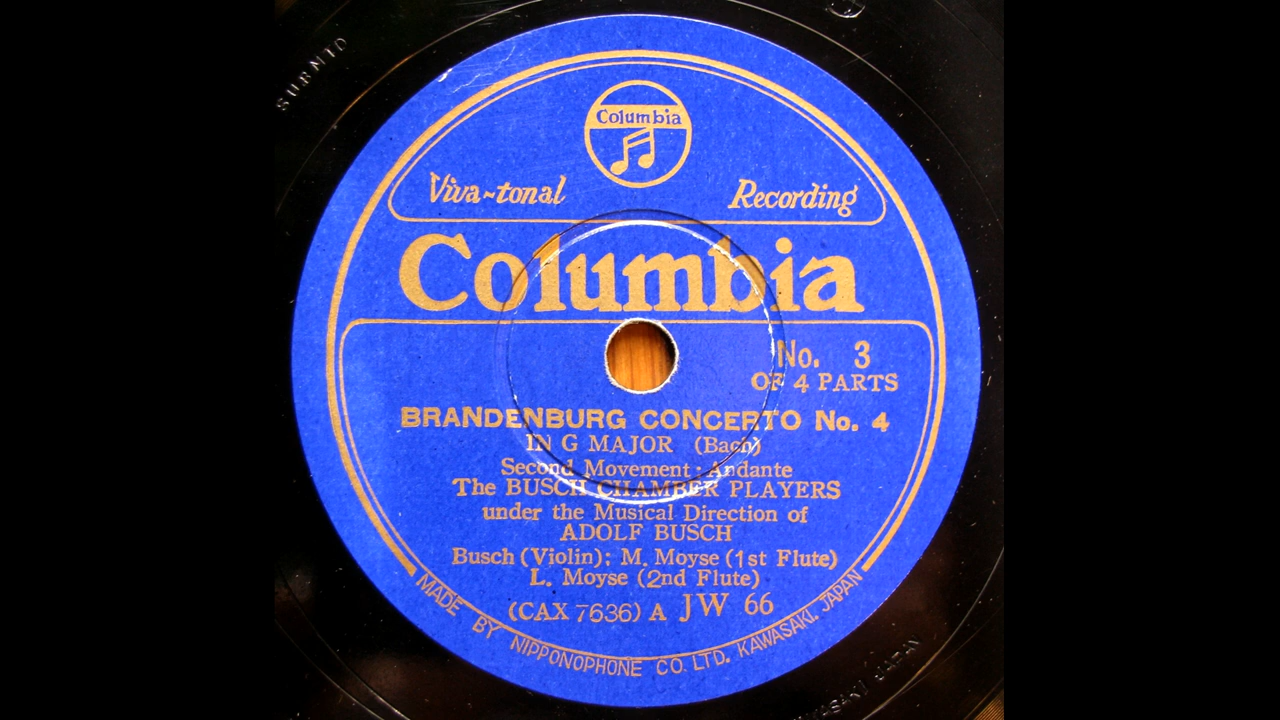 SUBMTD
Columbia
Viva-tonal Recording
Columbia
No. 3
OF 4 PARTS
BRANDENBURG CONCERTO No. 4
IN G MAJOR (Bach)
Second Movement: Andante
The BUSCH CHAMBER PLAYERS
under the Musical Direction of
ADOLF BUSCH
Busch (Violin); M. Moyse (1st Flute)
L. Moyse (2nd Flute)
(CAX 7636) A JW 66
MADE BY NIPPONOPHONE CO. LTD. KAWASAKI, JAPAN
JAPAN